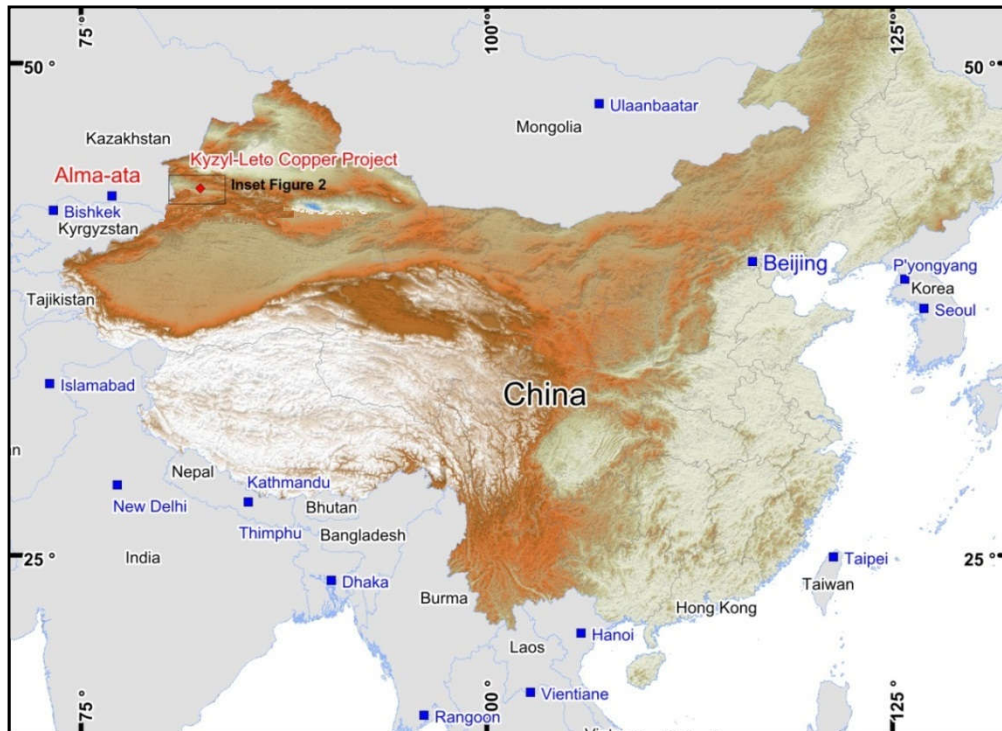 75°
100°
125°
50 °
50 °
Ulaanbaatar
Mongolia
Kazakhstan
Kyzyl-Leto Copper Project
Alma-ata
Inset Figure 2
Bishkek
Kyrgyzstan
Beijing
P'yongyang
Korea
Tajikistan
Seoul
Islamabad
China
n
Nepal
Kathmandu
New Delhi
Bhutan
Thimphu
Bangladesh
25 °
India
25 °
Taipei
Dhaka
Taiwan
Burma
Hong Kong
Hanoi
Laos
Vientiane
75°
00 °
125°
Rangoon